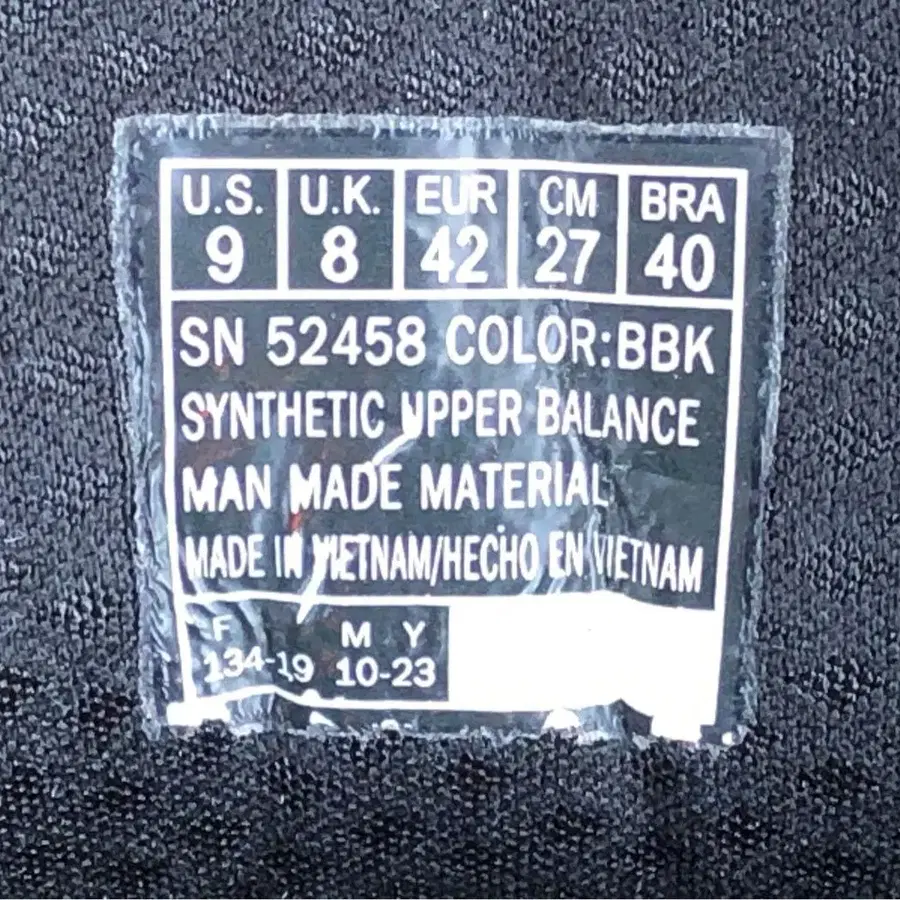 U.S. U.K. EUR CM BRA
9 8 42 27 40
SN 52458 COLOR:BBK
SYNTHETIC UPPER BALANCE
MAN MADE MATERIAL
MADE IN VIETNAM/HECHO EN VIETNAM
F M Y
134-19 10-23